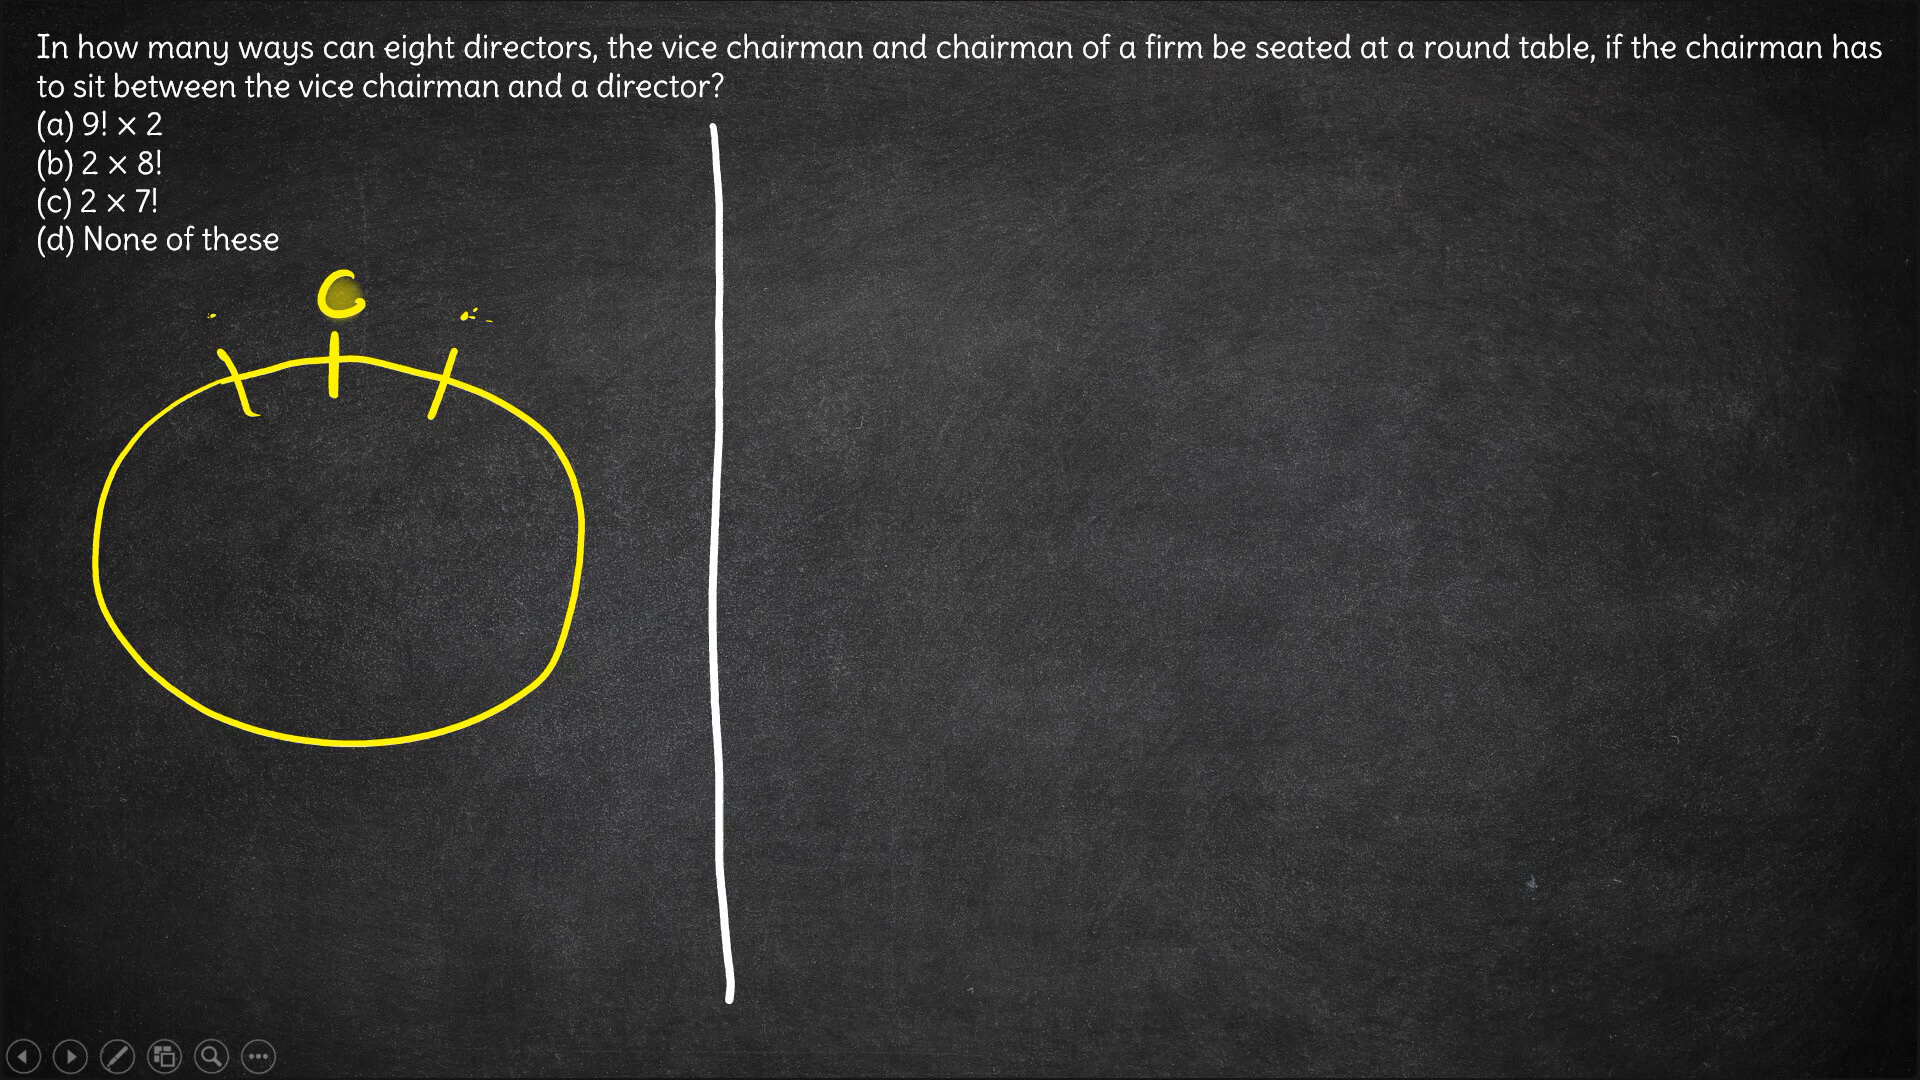 In how many ways can eight directors, the vice chairman and chairman of a firm be seated at a round table, if the chairman has
to sit between the vice chairman and a director?
(a) 9! × 2
(b) 2 × 8!
(c) 2 × 7!
(d) None of these
C